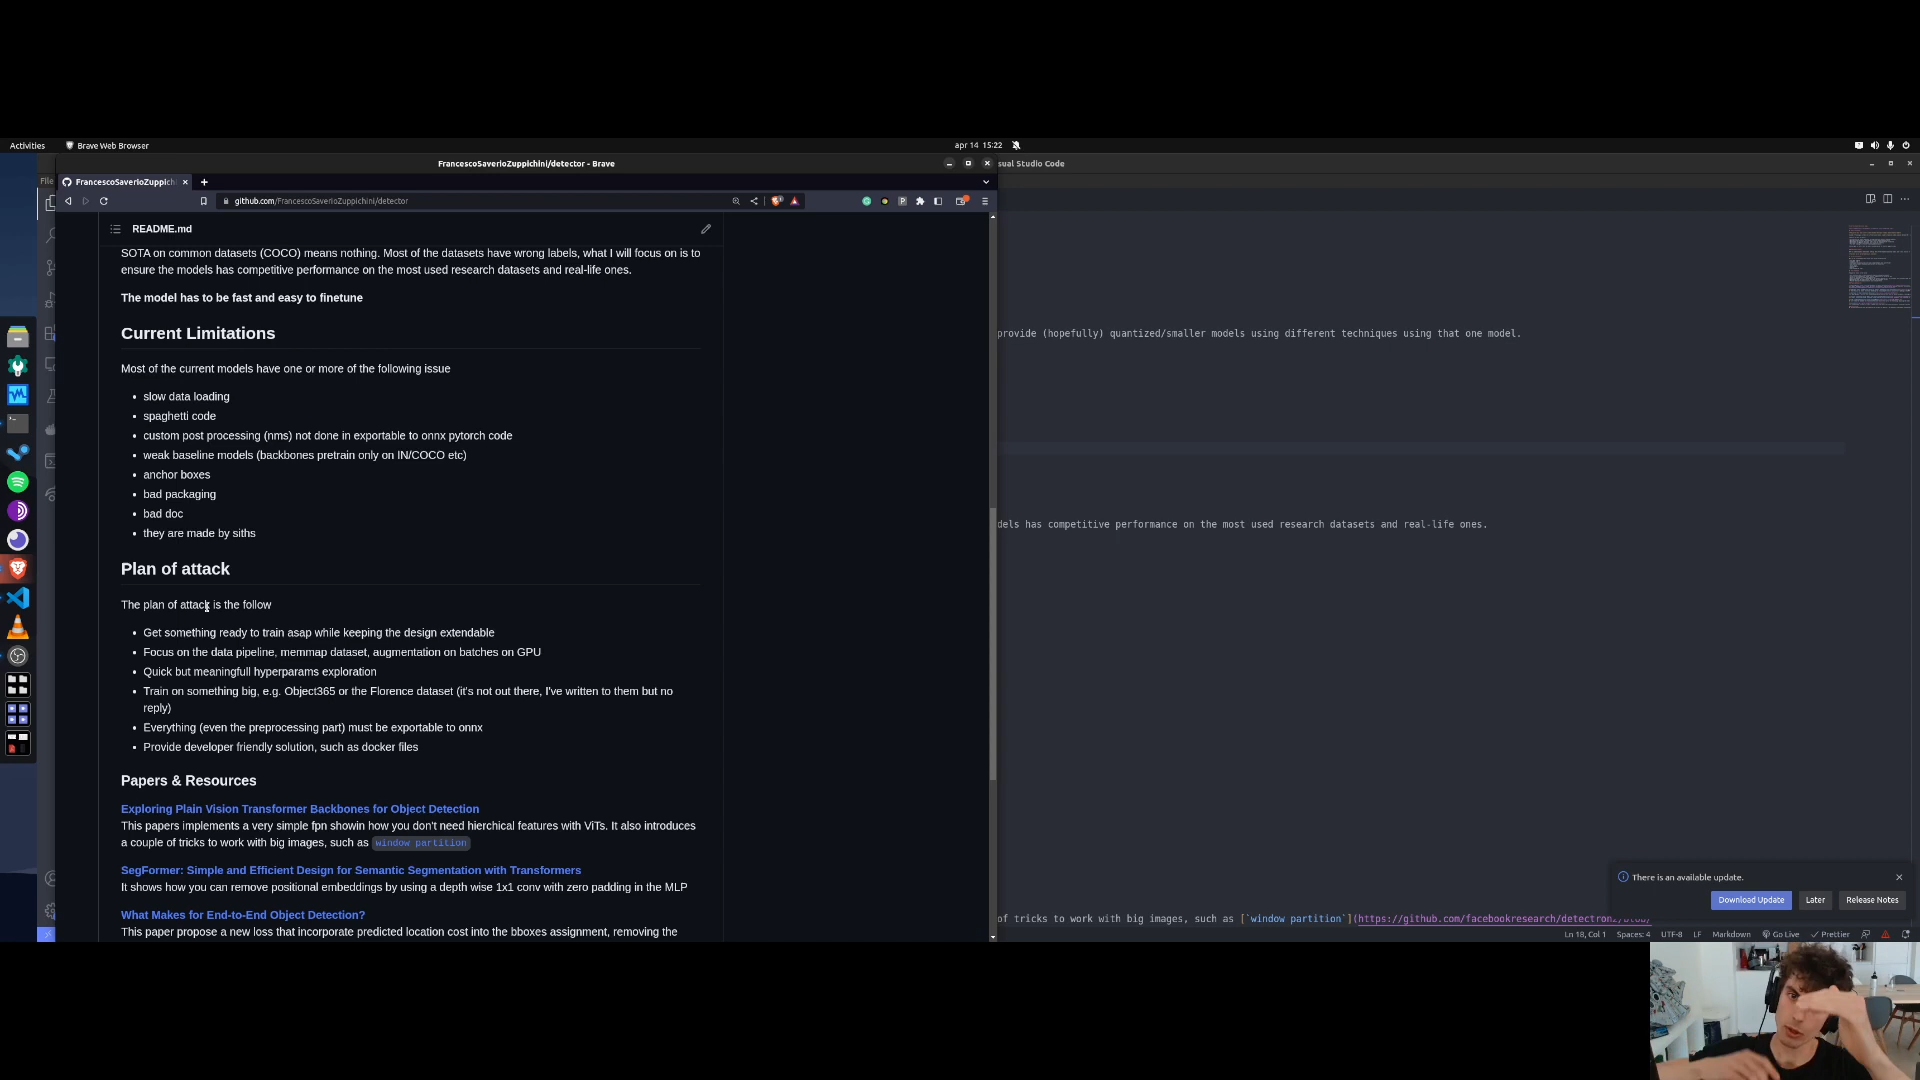 Activities
Brave Web Browser
apr 14 15:22
FrancescoSaverioZuppichini/detector - Brave
sual Studio Code
File
FrancescoSaverioZuppich
github.com/FrancescoSaverioZuppichini/detector
README.md
SOTA on common datasets (COCO) means nothing. Most of the datasets have wrong labels, what I will focus on is to
ensure the models has competitive performance on the most used research datasets and real-life ones.
The model has to be fast and easy to finetune
Current Limitations
provide (hopefully) quantized/smaller models using different techniques using that one model.
Most of the current models have one or more of the following issue
slow data loading
spaghetti code
custom post processing (nms) not done in exportable to onnx pytorch code
weak baseline models (backbones pretrain only on IN/COCO etc)
anchor boxes
bad packaging
bad doc
they are made by siths
dels has competitive performance on the most used research datasets and real-life ones.
Plan of attack
The plan of attack is the follow
Get something ready to train asap while keeping the design extendable
Focus on the data pipeline, memmap dataset, augmentation on batches on GPU
Quick but meaningfull hyperparams exploration
Train on something big, e.g. Object365 or the Florence dataset (it's not out there, I've written to them but no
reply)
Everything (even the preprocessing part) must be exportable to onnx
Provide developer friendly solution, such as docker files
Papers & Resources
Exploring Plain Vision Transformer Backbones for Object Detection
This papers implements a very simple fpn showin how you don't need hierchical features with ViTs. It also introduces
a couple of tricks to work with big images, such as window partition
SegFormer: Simple and Efficient Design for Semantic Segmentation with Transformers
It shows how you can remove positional embeddings by using a depth wise 1x1 conv with zero padding in the MLP
What Makes for End-to-End Object Detection?
This paper propose a new loss that incorporate predicted location cost into the bboxes assignment, removing the
There is an available update.
Download Update
Later
Release Notes
of tricks to work with big images, such as [`window partition`](https://github.com/facebookresearch/detectron2/blob/
Ln 18, Col 1
Spaces: 4
UTF-8
LF
Markdown
Go Live
Prettier